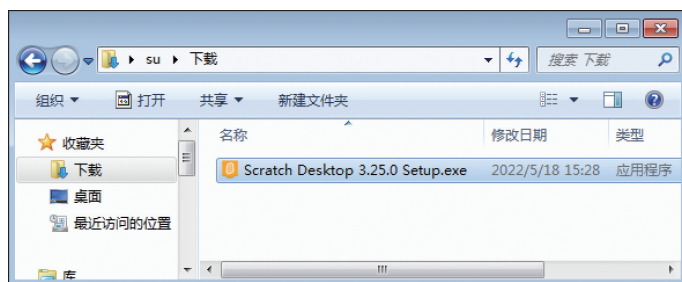 su 下载
搜索 下载
组织 打开 共享 新建文件夹
收藏夹
下载
桌面
最近访问的位置
库
名称 修改日期 类型
Scratch Desktop 3.25.0 Setup.exe 2022/5/18 15:28 应用程序